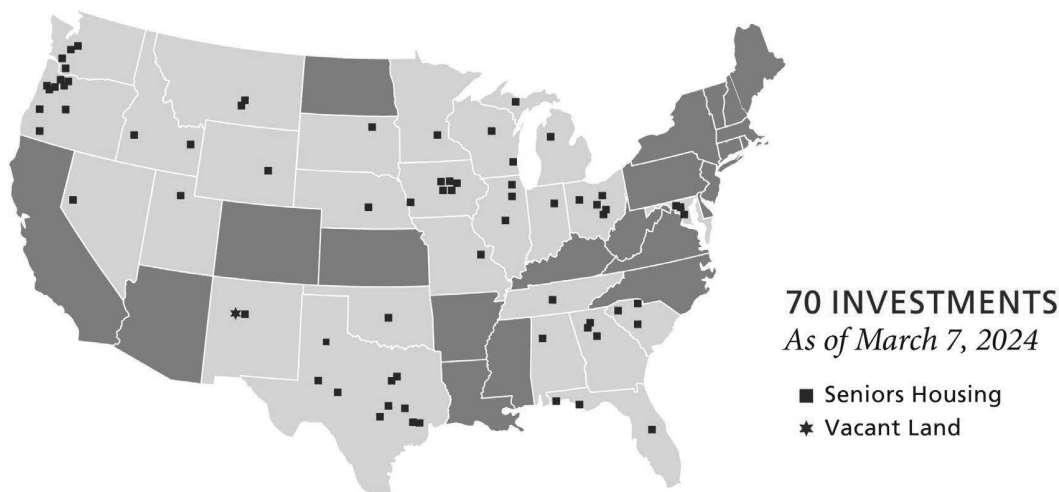 70 INVESTMENTS
As of March 7, 2024
Seniors Housing
Vacant Land